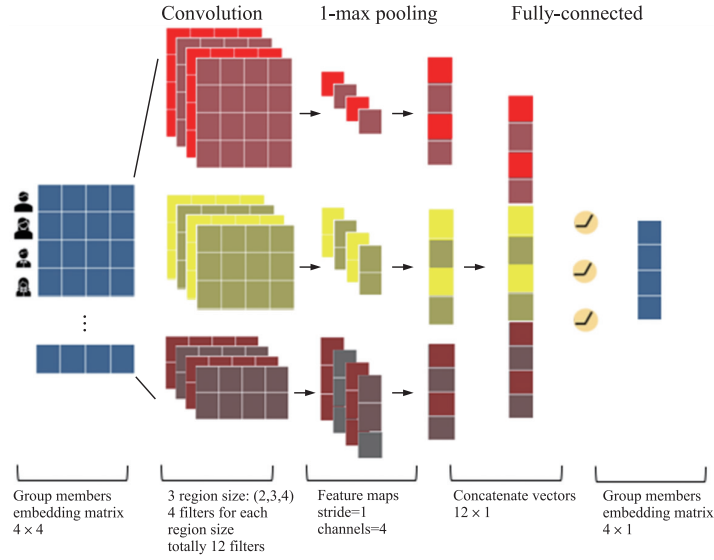 Convolution
1-max pooling
Fully-connected
Group members
embedding matrix
4 × 4
3 region size: (2,3,4)
4 filters for each
region size
totally 12 filters
Feature maps
stride=1
channels=4
Concatenate vectors
12 × 1
Group members
embedding matrix
4 × 1